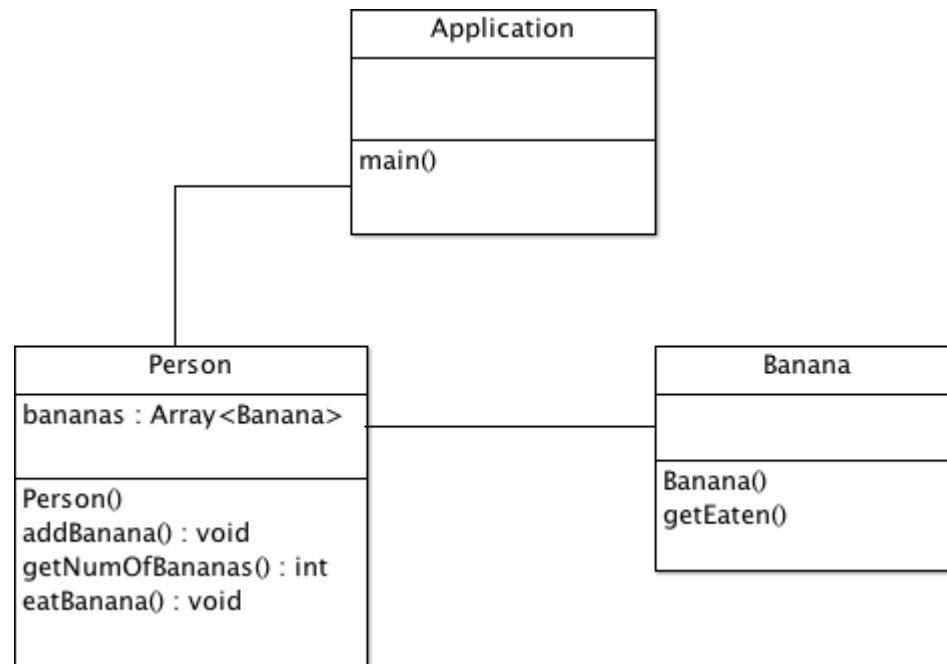 Application
main()
Person
bananas : Array<Banana>
Person()
addBanana() : void
getNumOfBananas() : int
eatBanana() : void
Banana
Banana()
getEaten()